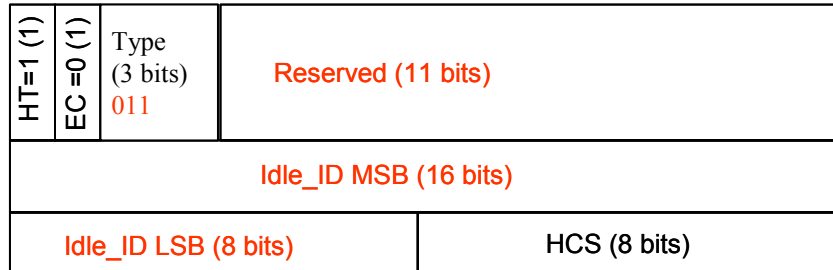 HT=1 (1)
EC =0 (1)
Type
(3 bits)
011
Reserved (11 bits)
Idle_ID MSB (16 bits)
Idle_ID LSB (8 bits)
HCS (8 bits)